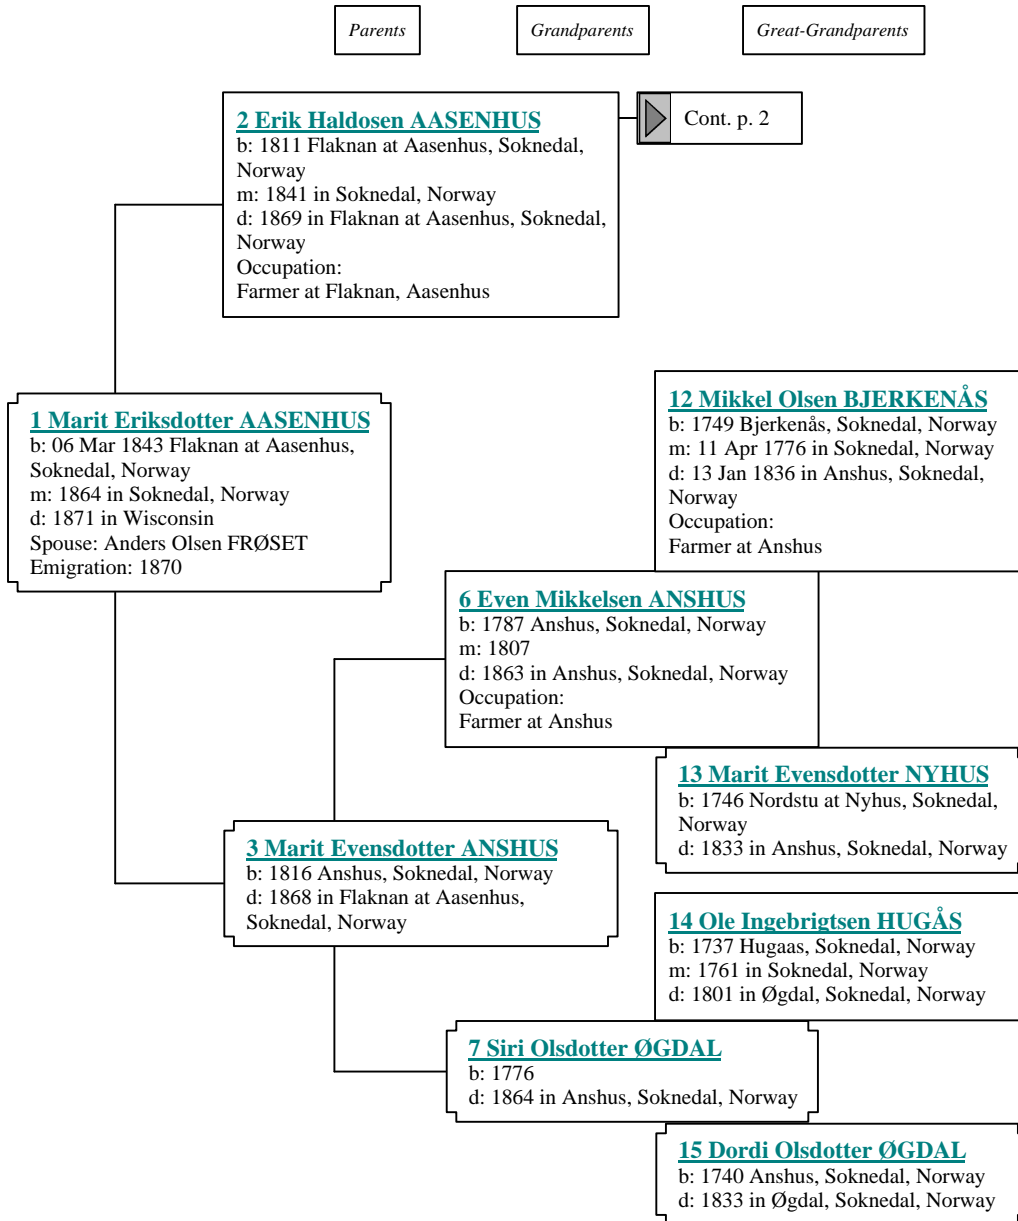 Parents
Grandparents
Great-Grandparents
2 Erik Haldosen AASENHUS
b: 1811 Flaknan at Aasenhus, Soknedal,
Norway
m: 1841 in Soknedal, Norway
d: 1869 in Flaknan at Aasenhus, Soknedal,
Norway
Occupation:
Farmer at Flaknan, Aasenhus
Cont. p. 2
1 Marit Eriksdotter AASENHUS
b: 06 Mar 1843 Flaknan at Aasenhus,
Soknedal, Norway
m: 1864 in Soknedal, Norway
d: 1871 in Wisconsin
Spouse: Anders Olsen FRØSET
Emigration: 1870
12 Mikkel Olsen BJERKENÅS
b: 1749 Bjerkenås, Soknedal, Norway
m: 11 Apr 1776 in Soknedal, Norway
d: 13 Jan 1836 in Anshus, Soknedal,
Norway
Occupation:
Farmer at Anshus
6 Even Mikkelsen ANSHUS
b: 1787 Anshus, Soknedal, Norway
m: 1807
d: 1863 in Anshus, Soknedal, Norway
Occupation:
Farmer at Anshus
13 Marit Evensdotter NYHUS
b: 1746 Nordstu at Nyhus, Soknedal,
Norway
d: 1833 in Anshus, Soknedal, Norway
3 Marit Evensdotter ANSHUS
b: 1816 Anshus, Soknedal, Norway
d: 1868 in Flaknan at Aasenhus,
Soknedal, Norway
14 Ole Ingebrigtsen HUGÅS
b: 1737 Hugaas, Soknedal, Norway
m: 1761 in Soknedal, Norway
d: 1801 in Øgdal, Soknedal, Norway
7 Siri Olsdotter ØGDAL
b: 1776
d: 1864 in Anshus, Soknedal, Norway
15 Dordi Olsdotter ØGDAL
b: 1740 Anshus, Soknedal, Norway
d: 1833 in Øgdal, Soknedal, Norway